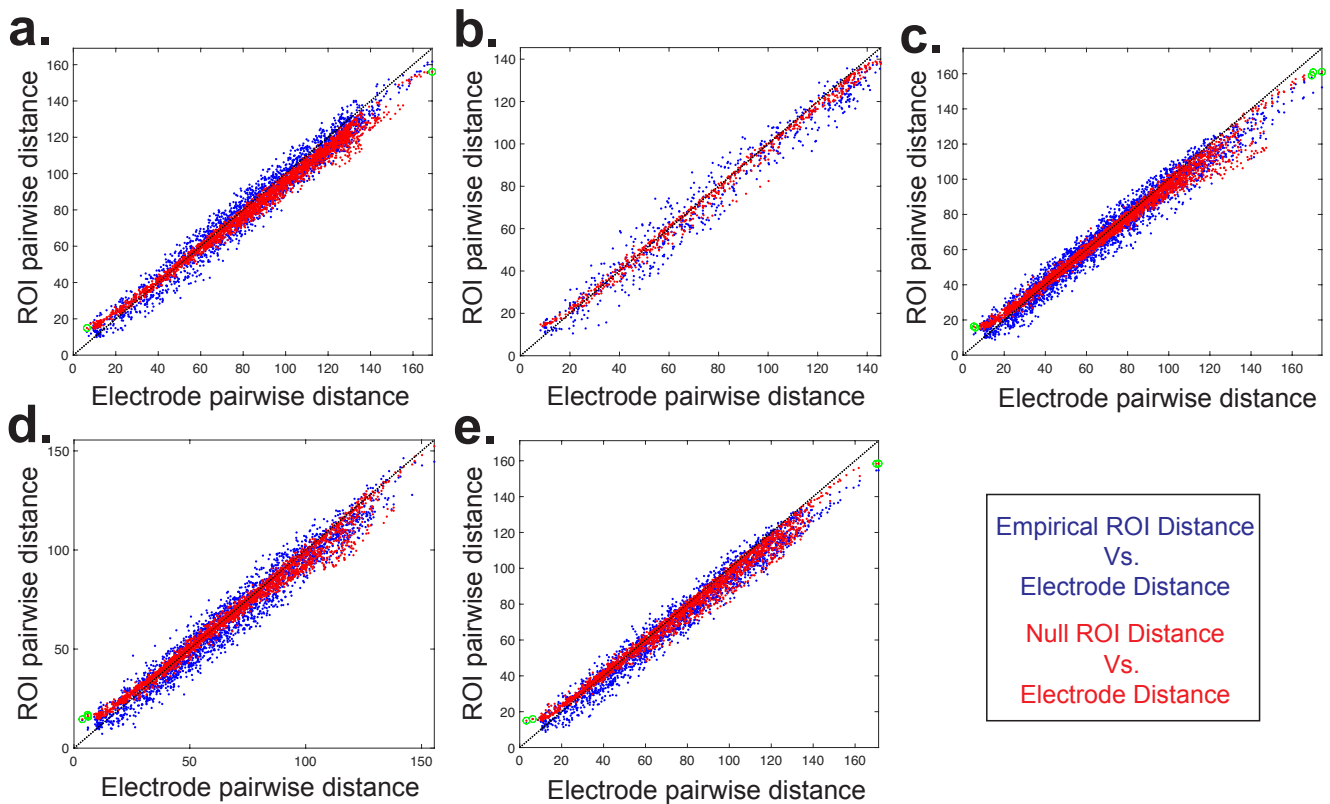 a.
160
140
120
100
80
60
40
20
0
0 20 40 60 80 100 120 140 160
ROI pairwise distance
Electrode pairwise distance
b.
140
120
100
80
60
40
20
0
0 20 40 60 80 100 120 140
ROI pairwise distance
Electrode pairwise distance
c.
160
140
120
100
80
60
40
20
0
0 20 40 60 80 100 120 140 160
ROI pairwise distance
Electrode pairwise distance
d.
150
100
50
0
0 50 100 150
ROI pairwise distance
Electrode pairwise distance
e.
160
140
120
100
80
60
40
20
0
0 20 40 60 80 100 120 140 160
ROI pairwise distance
Electrode pairwise distance
Empirical ROI Distance
Vs.
Electrode Distance
Null ROI Distance
Vs.
Electrode Distance